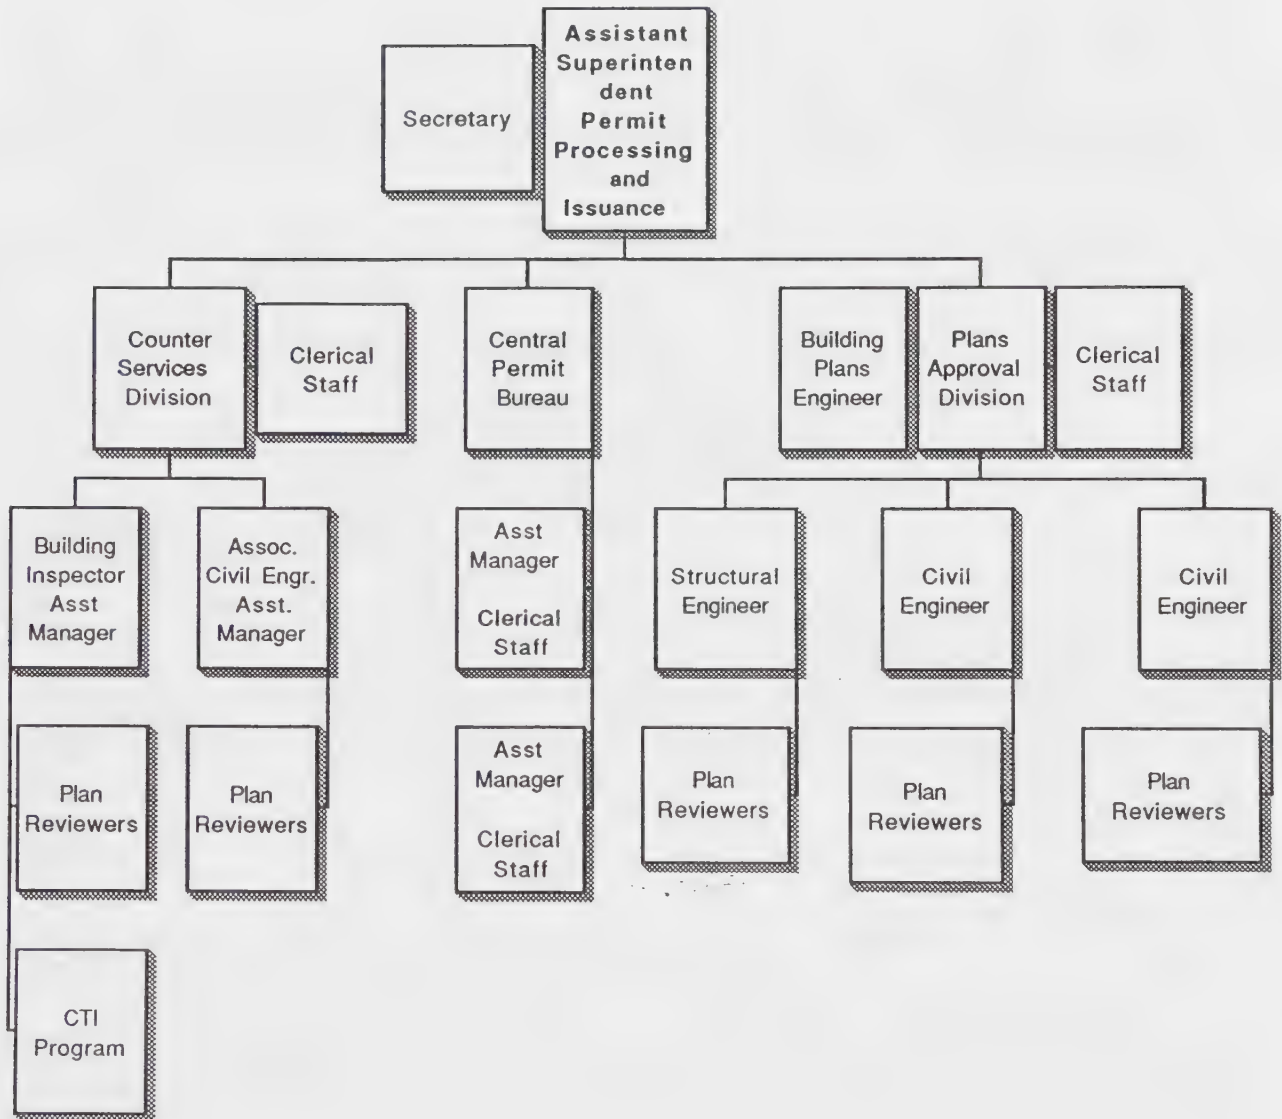 Secretary
Assistant
Superinten
dent
Permit
Processing
and
Issuance
Counter
Services
Division
Clerical
Staff
Central
Permit
Bureau
Building
Plans
Engineer
Plans
Approval
Division
Clerical
Staff
Building
Inspector
Asst
Manager
Assoc.
Civil Engr.
Asst.
Manager
Asst
Manager
Clerical
Staff
Structural
Engineer
Civil
Engineer
Civil
Engineer
Plan
Reviewers
Plan
Reviewers
Asst
Manager
Clerical
Staff
Plan
Reviewers
Plan
Reviewers
Plan
Reviewers
CTI
Program